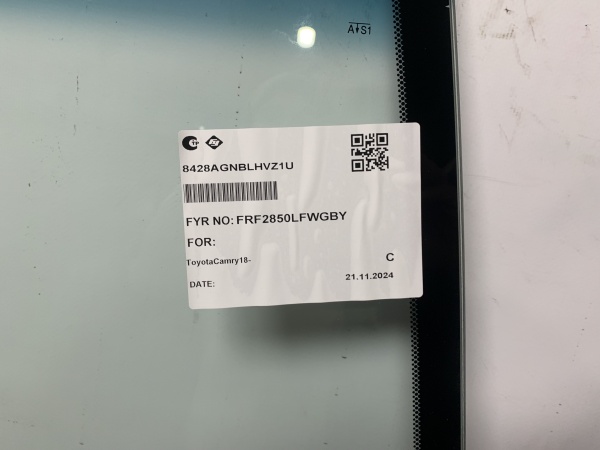 A↓S1
8428AGNBLHVZ1U
FYR NO: FRF2850LFWGBY
FOR:
ToyotaCamry18-
C
DATE:
21.11.2024